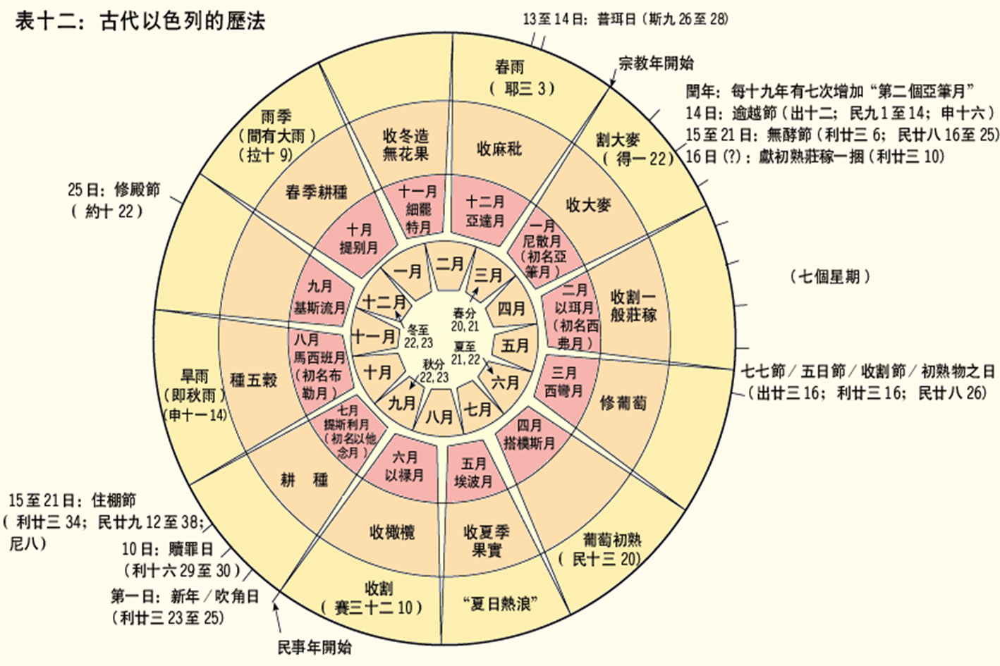 表十二：古代以色列的歷法
13至14日：普珥日（斯九26至28）
宗教年開始
閏年：每十九年有七次增加“第二個亞筆月”
14日：逾越節（出十二；民九1至14；申十六）
15至21日：無酵節（利廿三6；民廿八16至25）
16日(?)：獻初熟莊稼一捆（利廿三10）
（七個星期）
七七節／五日節／收割節／初熟物之日
（出廿三16；利廿三16；民廿八26）
25日：修殿節
（約十22）
15至21日：住棚節
（利廿三34；民廿九12至38；
尼八）
10日：贖罪日
（利十六29至30）
第一日：新年／吹角日
（利廿三23至25）
民事年開始
春雨
（耶三3）
割大麥
（得一22）
葡萄初熟
（民十三20）
“夏日熱浪”
收割
（賽三十二10）
旱雨
（即秋雨）
（申十一14）
雨季
（間有大雨）
（拉十9）
收冬造
無花果
收麻秕
收大麥
收割一
般莊稼
修葡萄
收夏季
果實
收橄欖
耕種
種五穀
春季耕種
十一月
細罷
特月
十二月
亞達月
一月
尼散月
（初名亞
筆月）
二月
以珥月
（初名西
弗月）
三月
西彎月
四月
搭模斯月
五月
埃波月
六月
以禄月
七月
提斯利月
（初名以他
念月）
八月
馬西班月
（初名布
勒月）
九月
基斯流月
十月
提别月
一月
二月
三月
四月
五月
六月
七月
八月
九月
十月
十一月
十二月
春分
20, 21
夏至
21, 22
秋分
22, 23
冬至
22, 23